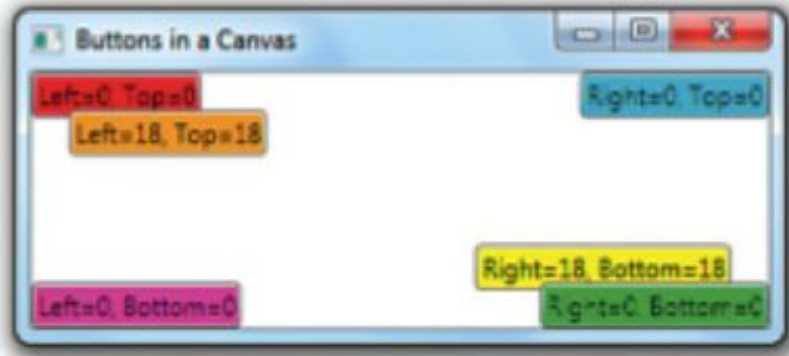 Buttons in a Canvas
Left=0, Top=0
Right=0, Top=0
Left=18, Top=18
Right=18, Bottom=18
Left=0, Bottom=0
Right=0, Bottom=0